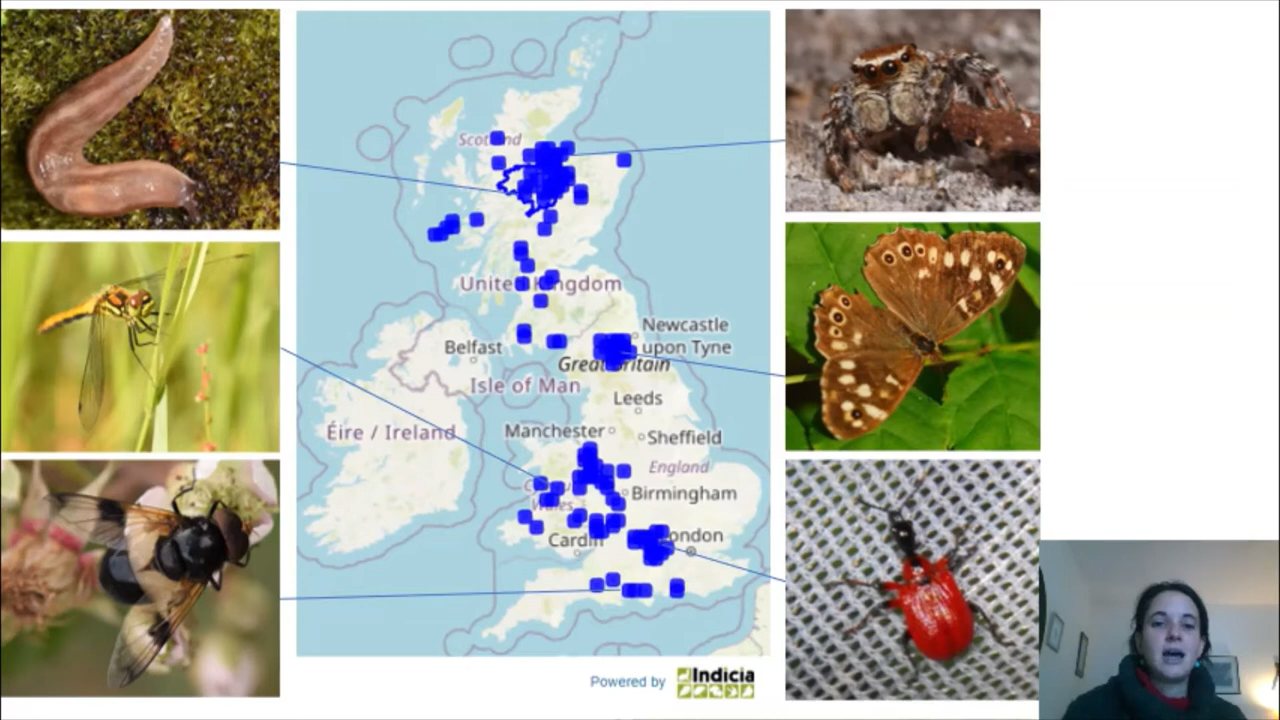 Scotland
United Kingdom
Newcastle
upon Tyne
Belfast
Great Britain
Isle of Man
Leeds
Éire / Ireland
Manchester
Sheffield
England
Birmingham
Wales
London
Cardiff
Powered by Indicia